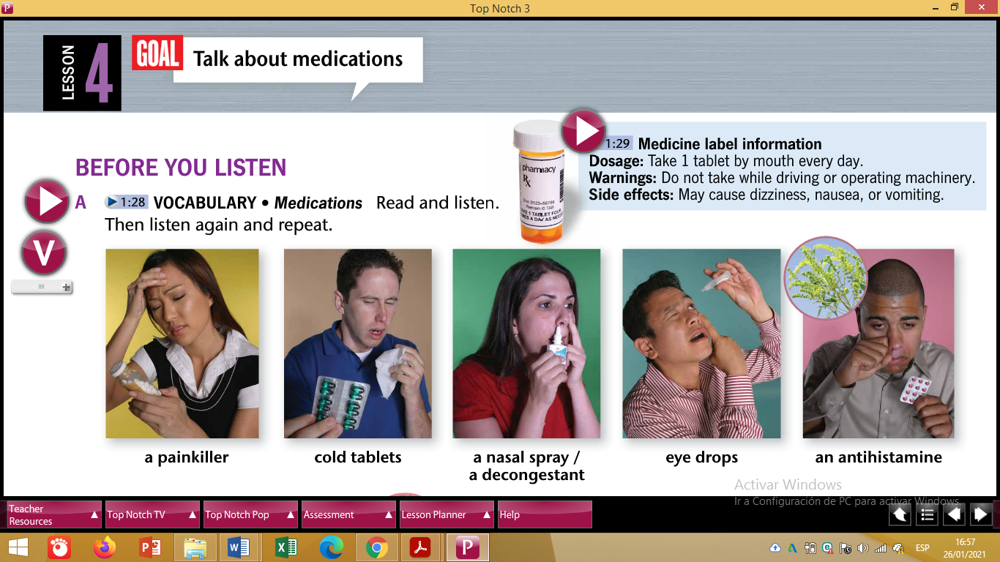 Top Notch 3
LESSON 4
GOAL
Talk about medications
1:29 Medicine label information
Dosage: Take 1 tablet by mouth every day.
Warnings: Do not take while driving or operating machinery.
Side effects: May cause dizziness, nausea, or vomiting.
pharmacy
Rx
BEFORE YOU LISTEN
A 1:28 VOCABULARY • Medications Read and listen.
Then listen again and repeat.
V
a painkiller
cold tablets
a nasal spray /
a decongestant
eye drops
an antihistamine
Activar Windows
Ir a Configuración de PC para activar Windows.
Teacher
Resources
Top Notch TV
Top Notch Pop
Assessment
Lesson Planner
Help
ESP
16:57
26/01/2021